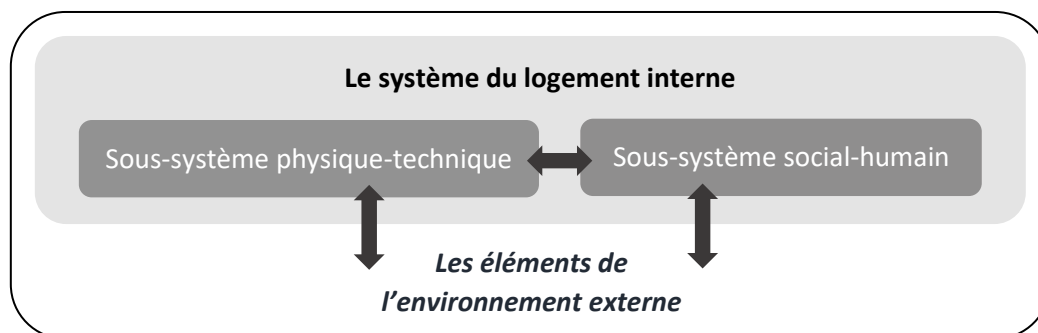 Le système du logement interne
Sous-système physique-technique
Sous-système social-humain
Les éléments de
l’environnement externe